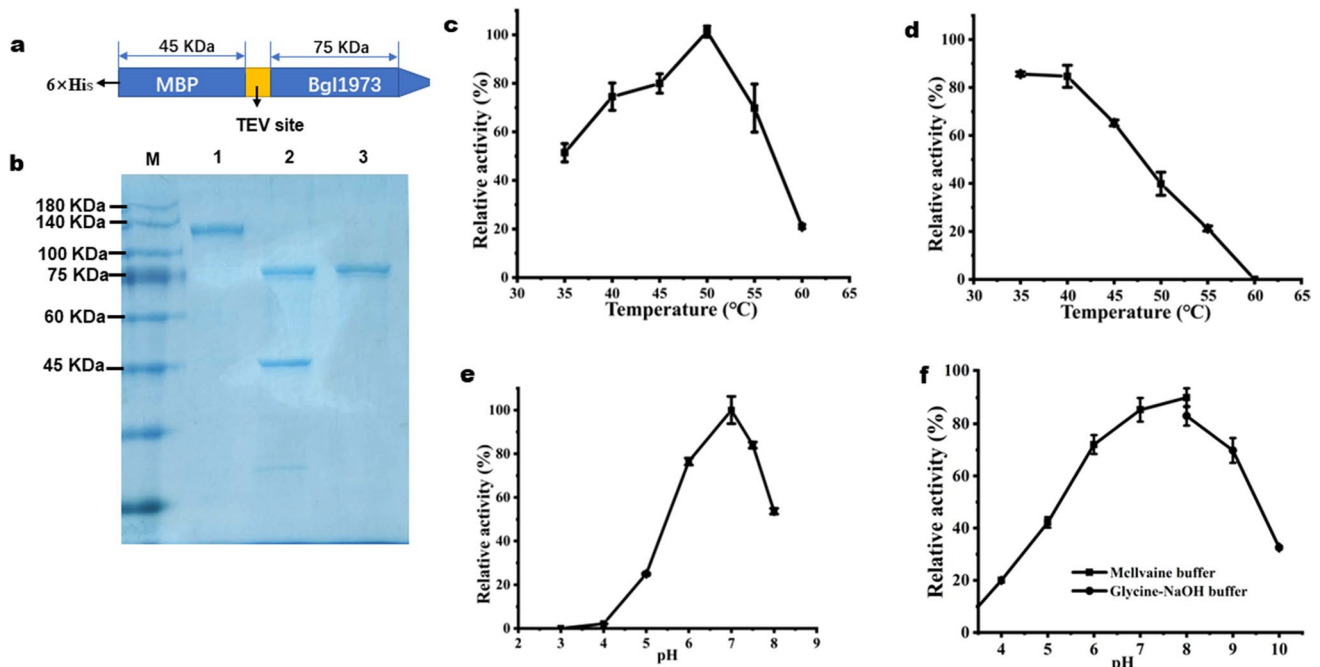 a
45 KDa
75 KDa
6×His
MBP
Bgl1973
TEV site
b
M
1
2
3
180 KDa
140 KDa
100 KDa
75 KDa
60 KDa
45 KDa
c
Relative activity (%)
100
80
60
40
20
0
30 35 40 45 50 55 60 65
Temperature (°C)
d
Relative activity (%)
100
80
60
40
20
0
30 35 40 45 50 55 60 65
Temperature (°C)
e
Relative activity (%)
100
80
60
40
20
0
2 3 4 5 6 7 8 9
pH
f
Relative activity (%)
100
80
60
40
20
0
4 5 6 7 8 9 10
McIlvaine buffer
Glycine-NaOH buffer
pH